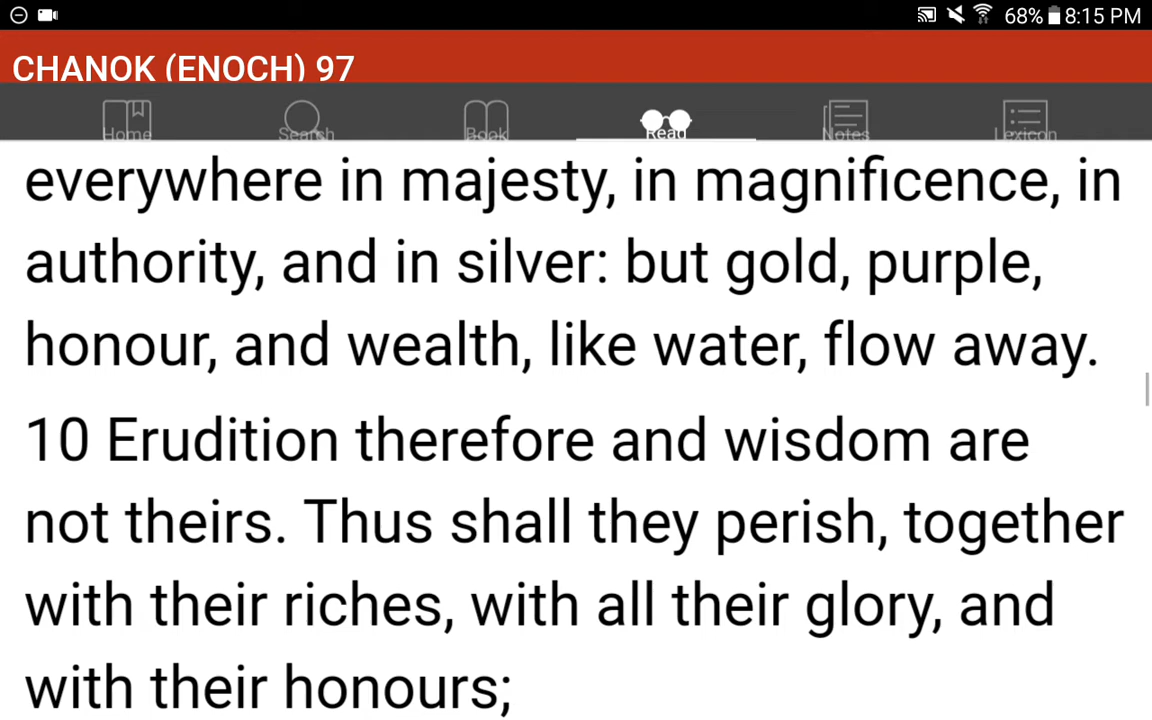 68% 8:15 PM
CHANOK (ENOCH) 97
Home Search Book Read Notes Lexicon
everywhere in majesty, in magnificence, in
authority, and in silver: but gold, purple,
honour, and wealth, like water, flow away.
10 Erudition therefore and wisdom are
not theirs. Thus shall they perish, together
with their riches, with all their glory, and
with their honours;